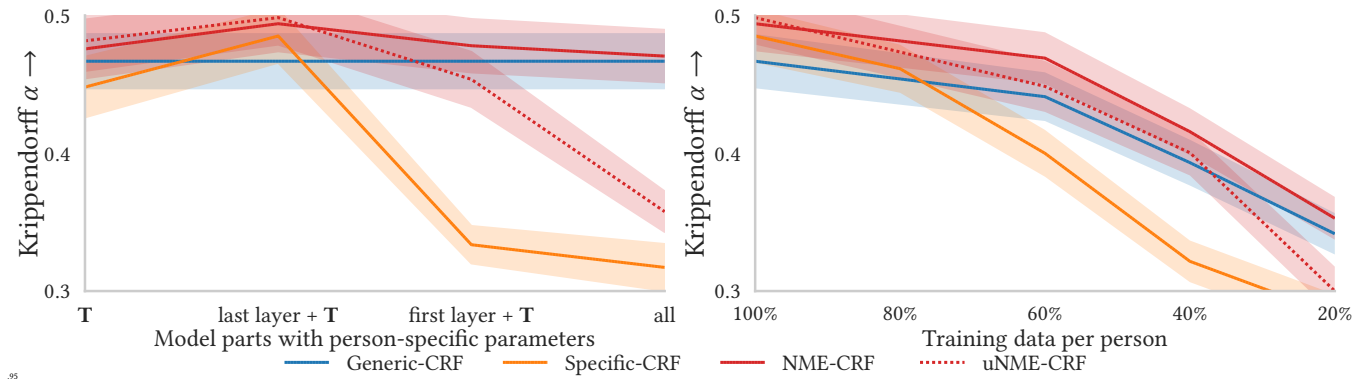 0.5
0.4
0.3
Krippendorff α →
T last layer + T first layer + T all
Model parts with person-specific parameters
0.5
0.4
0.3
Krippendorff α →
100% 80% 60% 40% 20%
Training data per person
Generic-CRF Specific-CRF NME-CRF uNME-CRF
.95